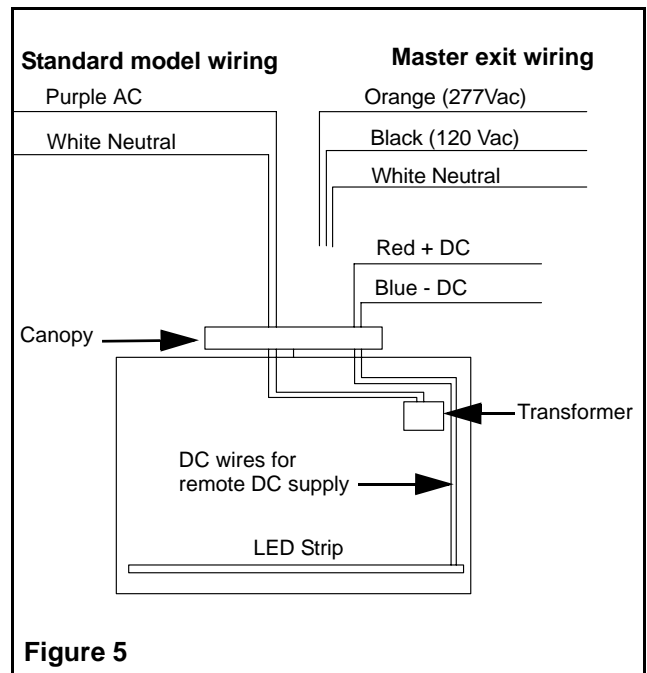 Standard model wiring
Master exit wiring
Purple AC
Orange (277Vac)
White Neutral
Black (120 Vac)
White Neutral
Red + DC
Blue - DC
Canopy
Transformer
DC wires for
remote DC supply
LED Strip
Figure 5